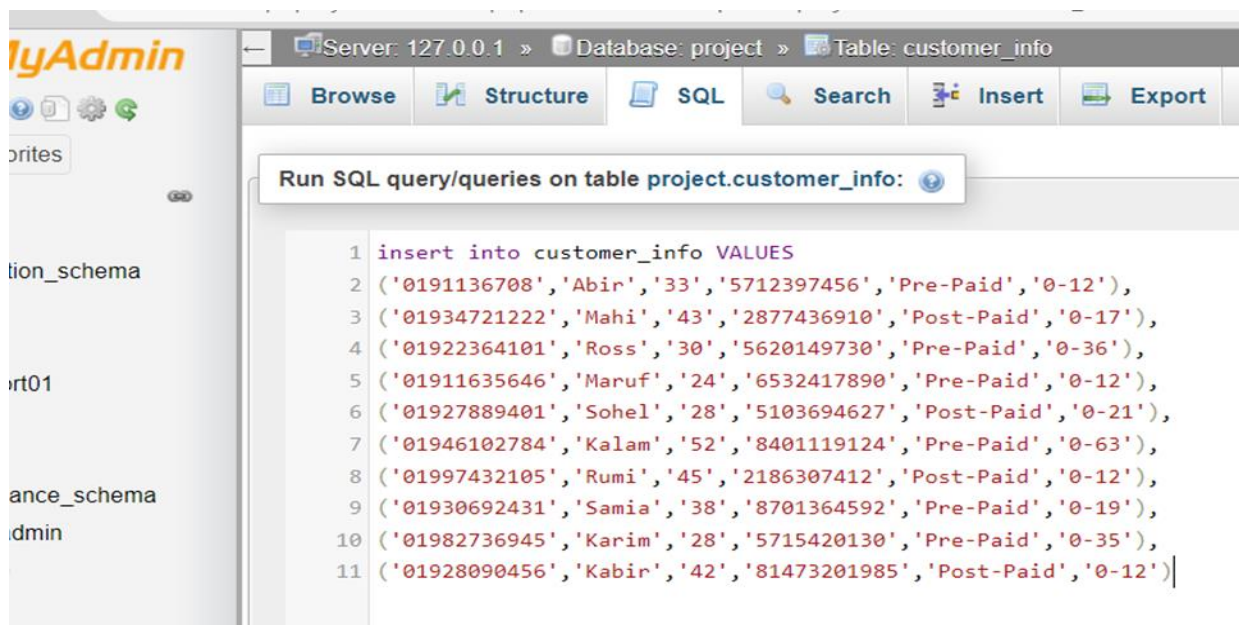 Server: 127.0.0.1 » Database: project » Table: customer_info
Browse Structure SQL Search Insert Export
Run SQL query/queries on table project.customer_info:
1 insert into customer_info VALUES
2 ('0191136708','Abir','33','5712397456','Pre-Paid','0-12'),
3 ('01934721222','Mahi','43','2877436910','Post-Paid','0-17'),
4 ('01922364101','Ross','30','5620149730','Pre-Paid','0-36'),
5 ('01911635646','Maruf','24','6532417890','Pre-Paid','0-12'),
6 ('01927889401','Sohel','28','5103694627','Post-Paid','0-21'),
7 ('01946102784','Kalam','52','8401119124','Pre-Paid','0-63'),
8 ('01997432105','Rumi','45','2186307412','Post-Paid','0-12'),
9 ('01930692431','Samia','38','8701364592','Pre-Paid','0-19'),
10 ('01982736945','Karim','28','5715420130','Pre-Paid','0-35'),
11 ('01928090456','Kabir','42','81473201985','Post-Paid','0-12')
MyAdmin
orites
tion_schema
ort01
ance_schema
dmin